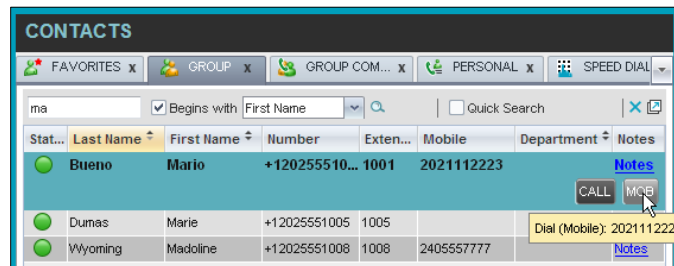 CONTACTS
FAVORITES x GROUP x GROUP COM... x PERSONAL x SPEED DIAL
ma Begins with First Name Quick Search
Stat... Last Name First Name Number Exten... Mobile Department Notes
Bueno Mario +120255510... 1001 2021112223 Notes
CALL MOB
Dumas Marie +12025551005 1005
Dial (Mobile): 202111222
Wyoming Madoline +12025551008 1008 2405557777 Notes